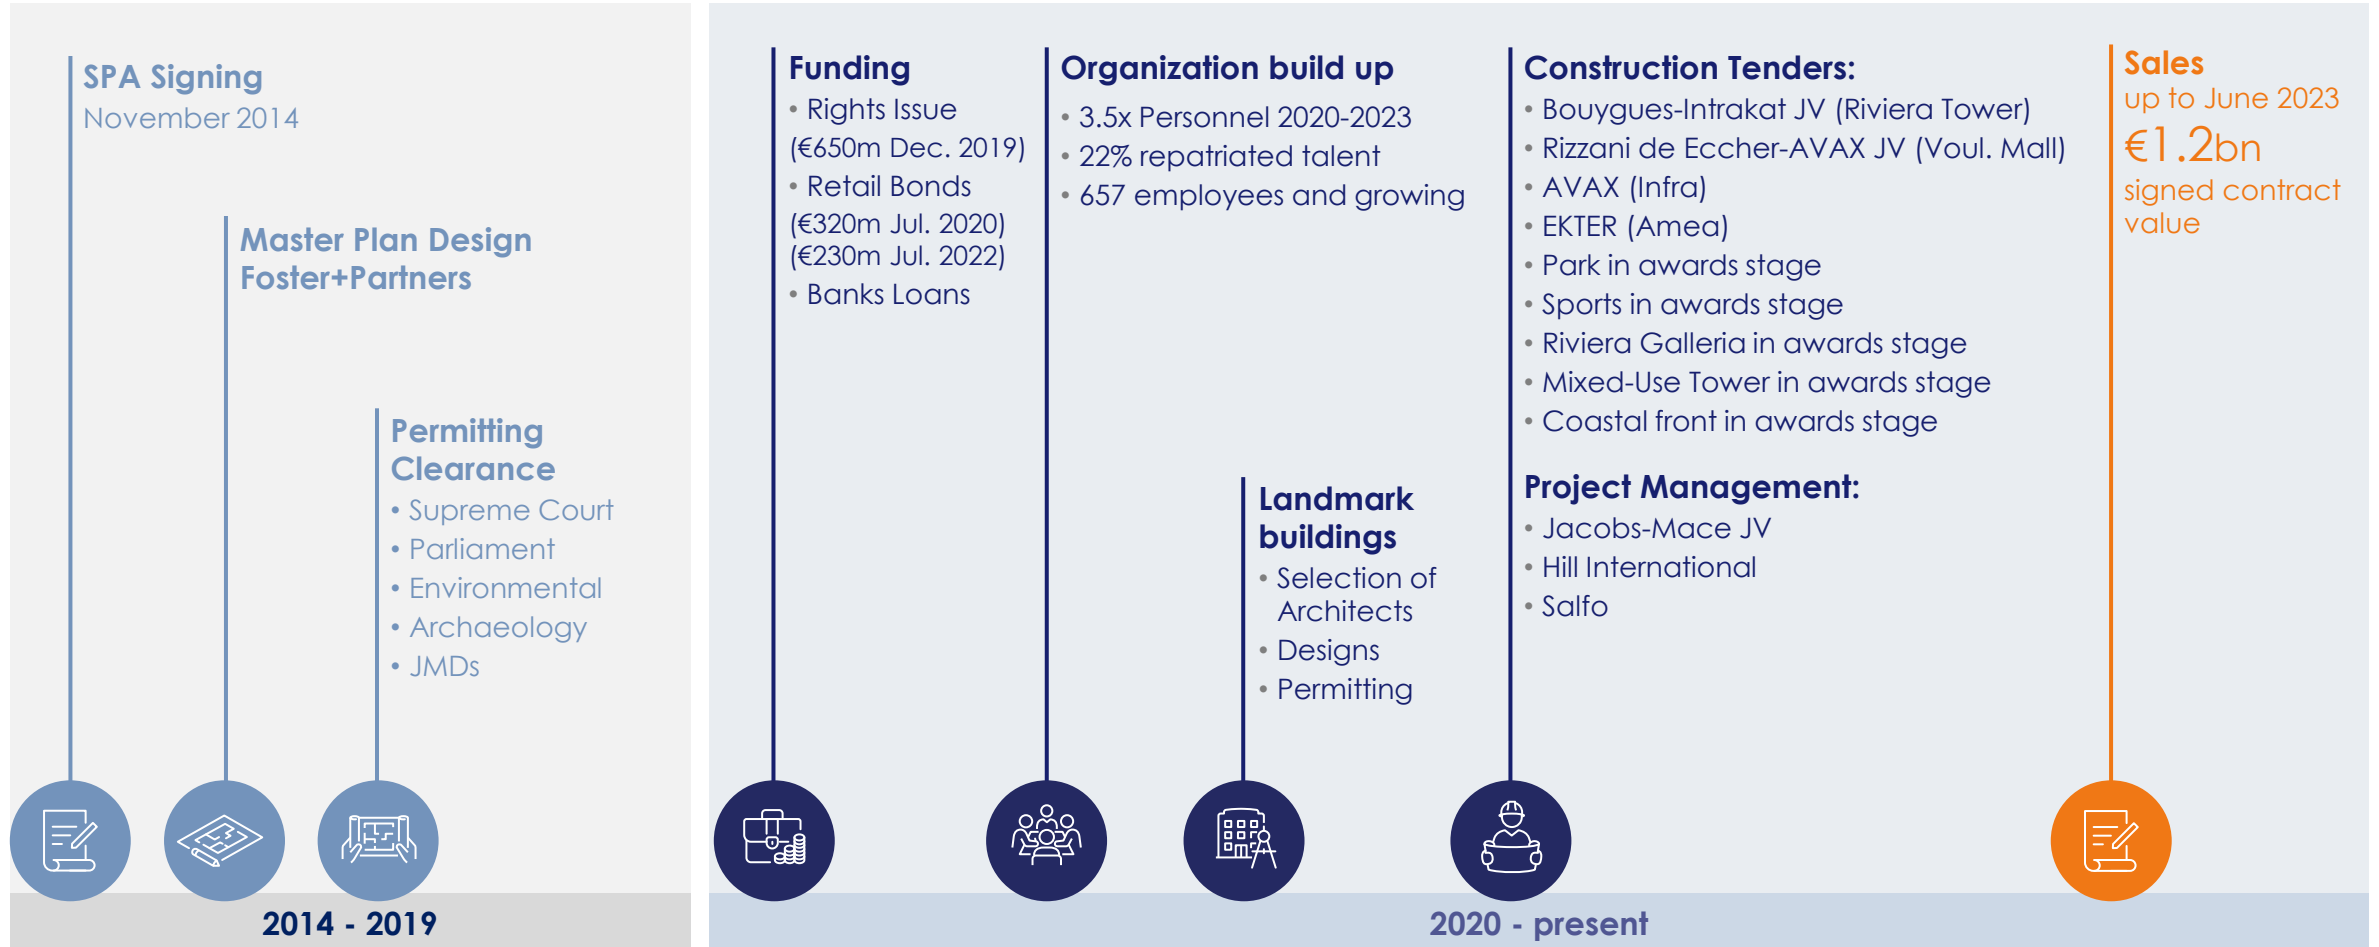 SPA Signing
November 2014
Master Plan Design
Foster+Partners
Permitting
Clearance
• Supreme Court
• Parliament
• Environmental
• Archaeology
• JMDs
2014 - 2019
Funding
• Rights Issue
(€650m Dec. 2019)
• Retail Bonds
(€320m Jul. 2020)
(€230m Jul. 2022)
• Banks Loans
Organization build up
• 3.5x Personnel 2020-2023
• 22% repatriated talent
• 657 employees and growing
Landmark
buildings
• Selection of
Architects
• Designs
• Permitting
Construction Tenders:
• Bouygues-Intrakat JV (Riviera Tower)
• Rizzani de Eccher-AVAX JV (Voul. Mall)
• AVAX (Infra)
• EKTER (Amea)
• Park in awards stage
• Sports in awards stage
• Riviera Galleria in awards stage
• Mixed-Use Tower in awards stage
• Coastal front in awards stage
Project Management:
• Jacobs-Mace JV
• Hill International
• Salfo
Sales
up to June 2023
€1.2bn
signed contract
value
2020 - present